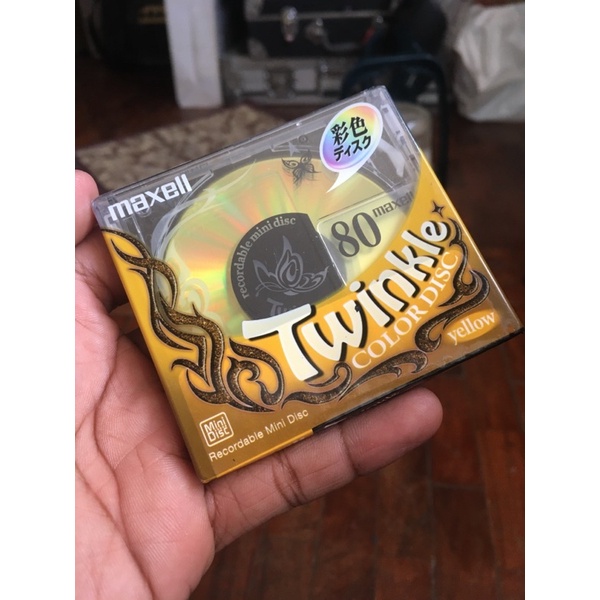 maxell
彩色
ディスク
recordable mini disc
80
maxell
Twinkle
COLOR DISC
yellow
Mini
Disc
Recordable Mini Disc